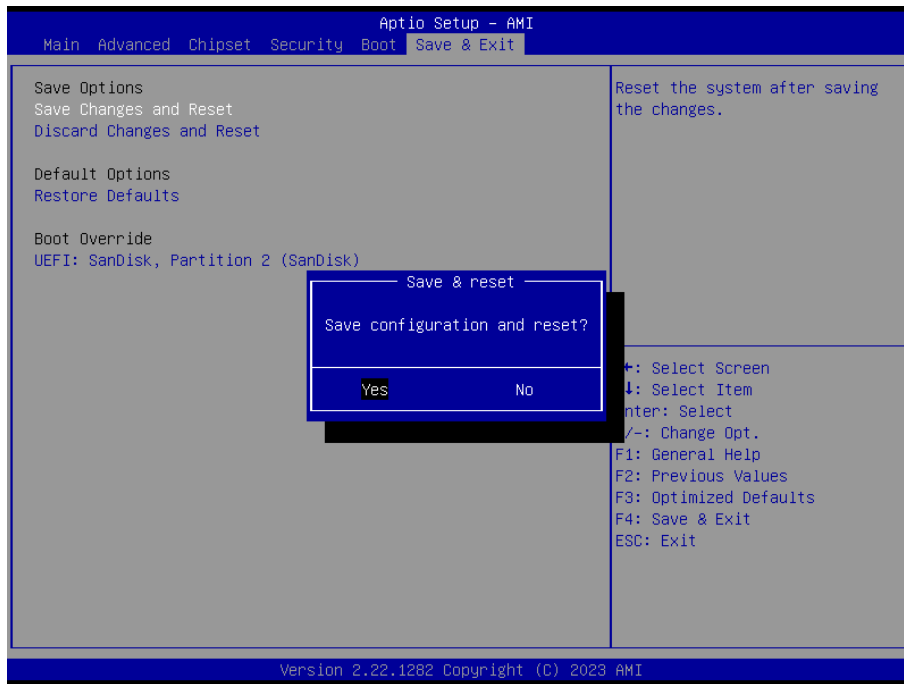 Aptio Setup – AMI
Main Advanced Chipset Security Boot Save & Exit
Save Options
Save Changes and Reset
Discard Changes and Reset
Default Options
Restore Defaults
Boot Override
UEFI: SanDisk, Partition 2 (SanDisk)
Reset the system after saving
the changes.
Save & reset
Save configuration and reset?
Yes No
: Select Screen
: Select Item
nter: Select
/-: Change Opt.
F1: General Help
F2: Previous Values
F3: Optimized Defaults
F4: Save & Exit
ESC: Exit
Version 2.22.1282 Copyright (C) 2023 AMI